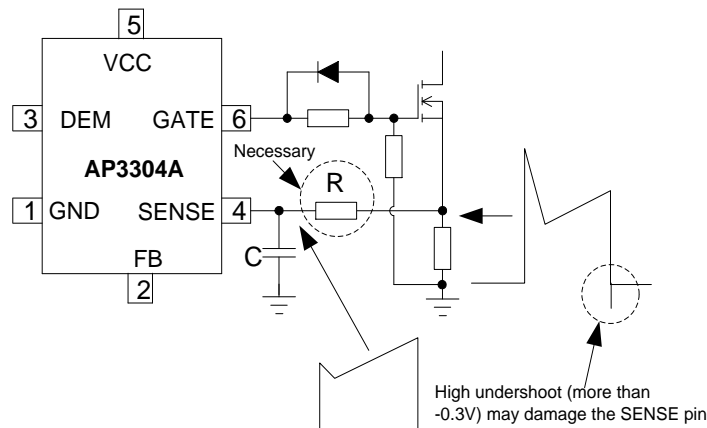 5
VCC
3 DEM GATE 6
Necessary
AP3304A
R
1 GND SENSE 4
C
FB
2
High undershoot (more than
-0.3V) may damage the SENSE pin